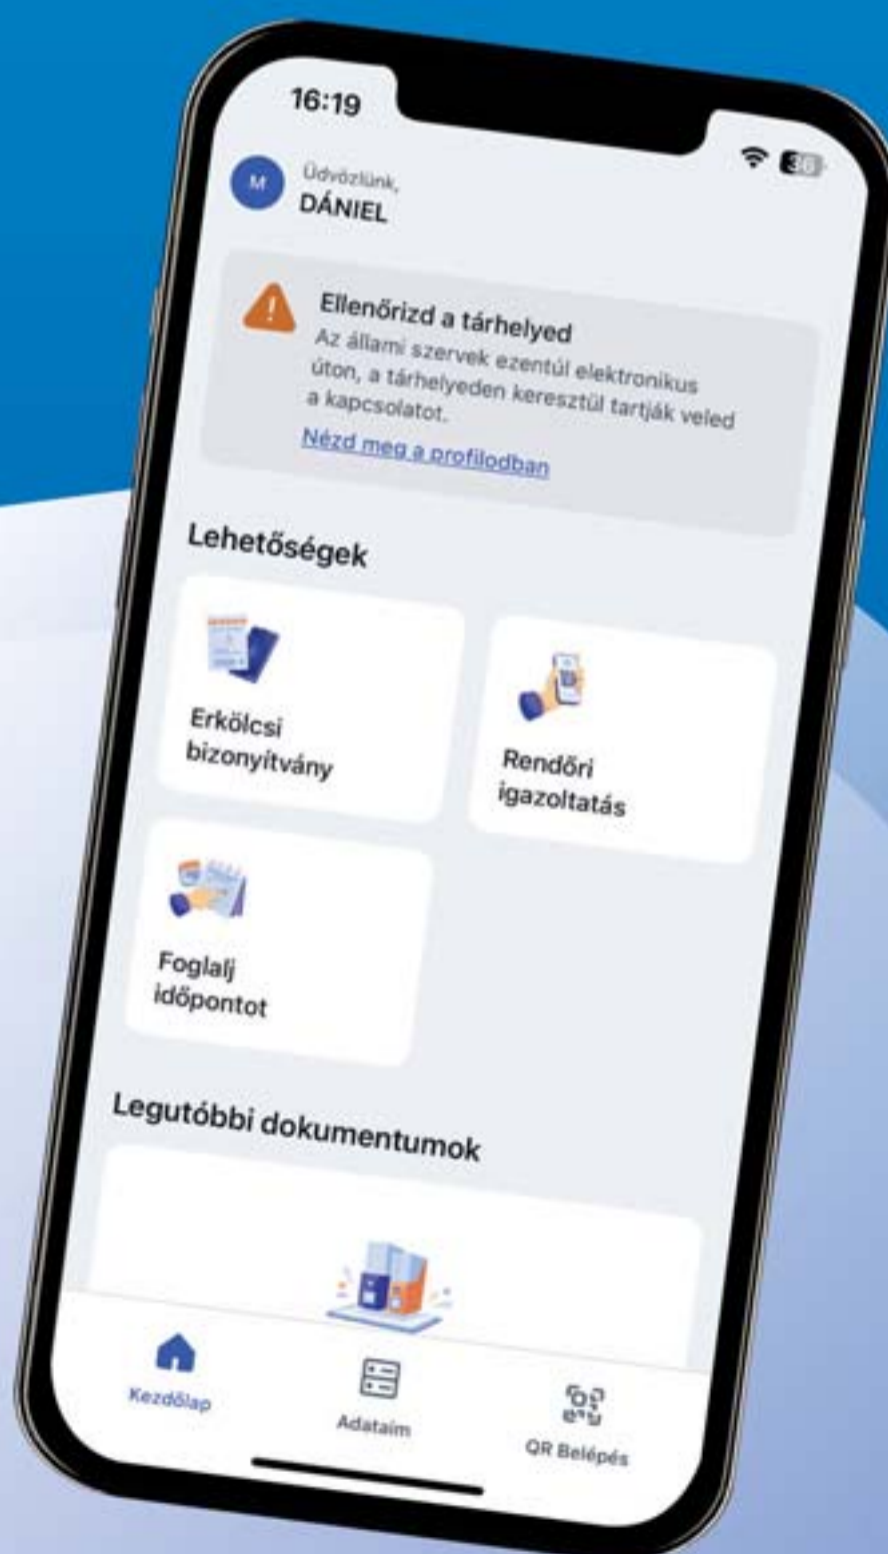 16:19
36
M
Üdvözlünk,
DÁNIEL
Ellenőrizd a tárhelyed
Az állami szervek ezentúl elektronikus
úton, a tárhelyeden keresztül tartják veled
a kapcsolatot.
Nézd meg a profilodban
Lehetőségek
Erkölcsi
bizonyítvány
Rendőri
igazoltatás
Foglalj
időpontot
Legutóbbi dokumentumok
Kezdőlap
Adataim
QR Belépés